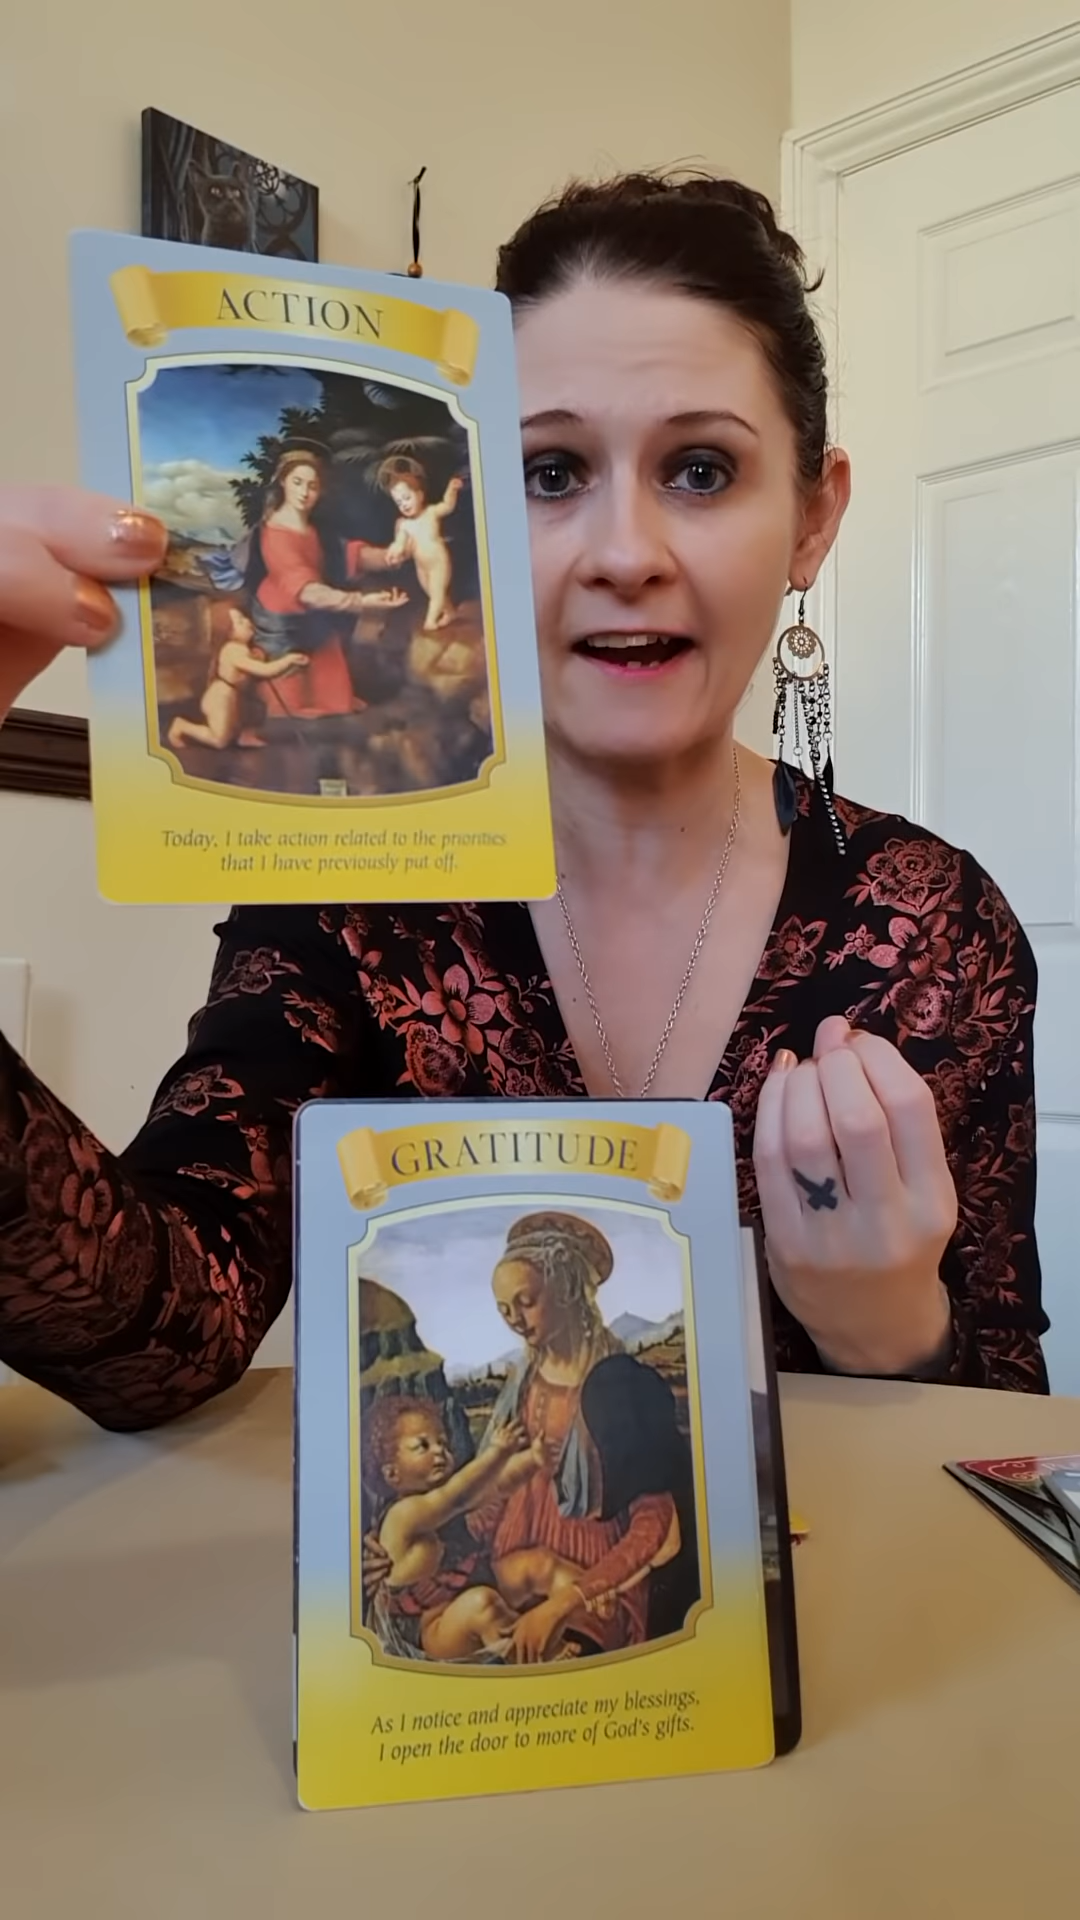 ACTION
Today, I take action related to the priorities
that I have previously put off.
GRATITUDE
As I notice and appreciate my blessings,
I open the door to more of God's gifts.